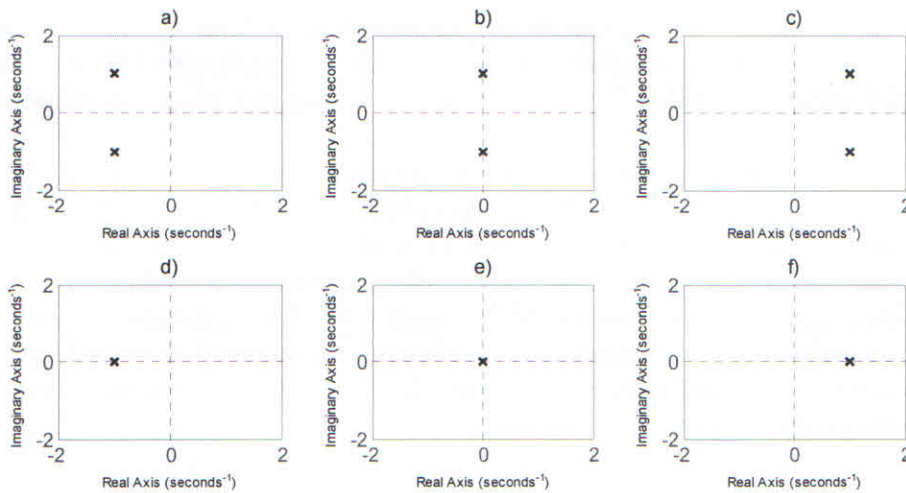 a)
2
0
-2
-2 0 2
Imaginary Axis (seconds⁻¹)
Real Axis (seconds⁻¹)
b)
2
0
-2
-2 0 2
Imaginary Axis (seconds⁻¹)
Real Axis (seconds⁻¹)
c)
2
0
-2
-2 0 2
Imaginary Axis (seconds⁻¹)
Real Axis (seconds⁻¹)
d)
2
0
-2
-2 0 2
Imaginary Axis (seconds⁻¹)
Real Axis (seconds⁻¹)
e)
2
0
-2
-2 0 2
Imaginary Axis (seconds⁻¹)
Real Axis (seconds⁻¹)
f)
2
0
-2
-2 0 2
Imaginary Axis (seconds⁻¹)
Real Axis (seconds⁻¹)